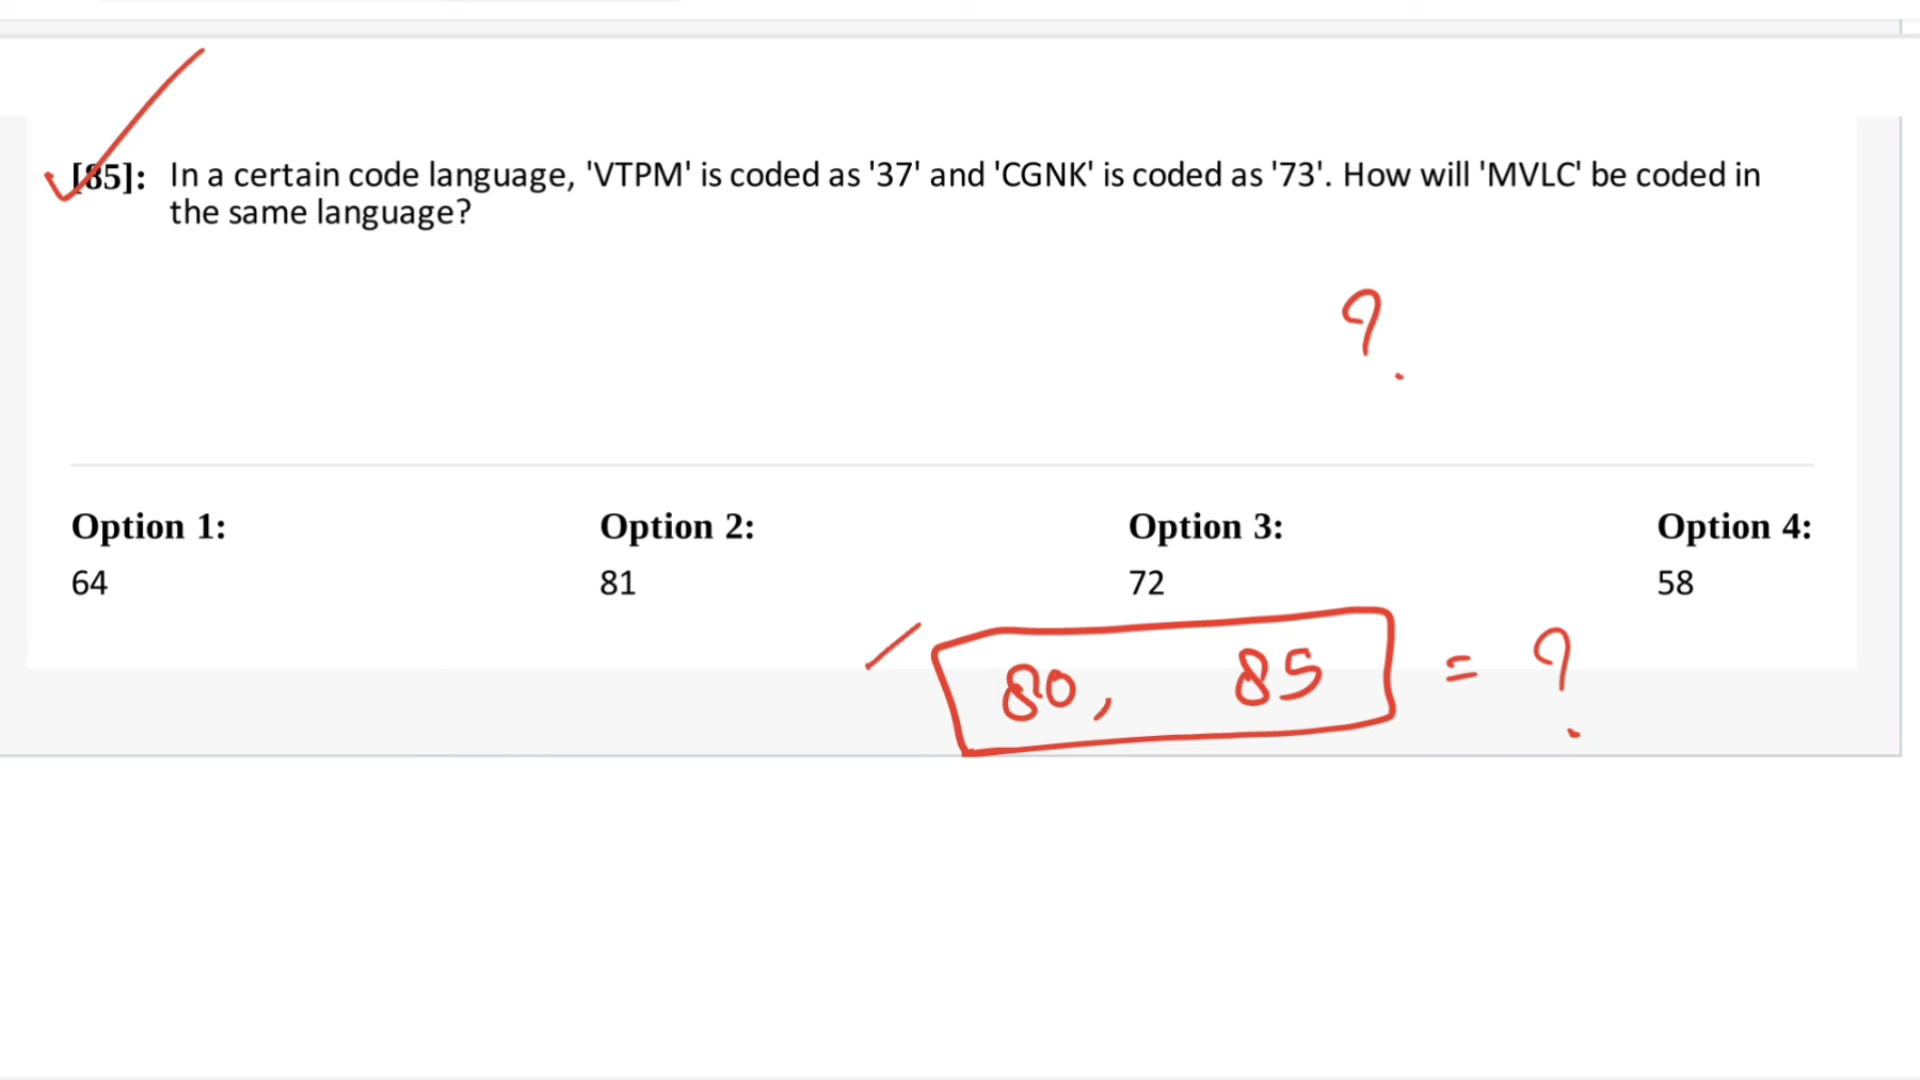 [85]: In a certain code language, 'VTPM' is coded as '37' and 'CGNK' is coded as '73'. How will 'MVLC' be coded in
the same language?
?
Option 1: Option 2: Option 3: Option 4:
64 81 72 58
80, 85 = ?